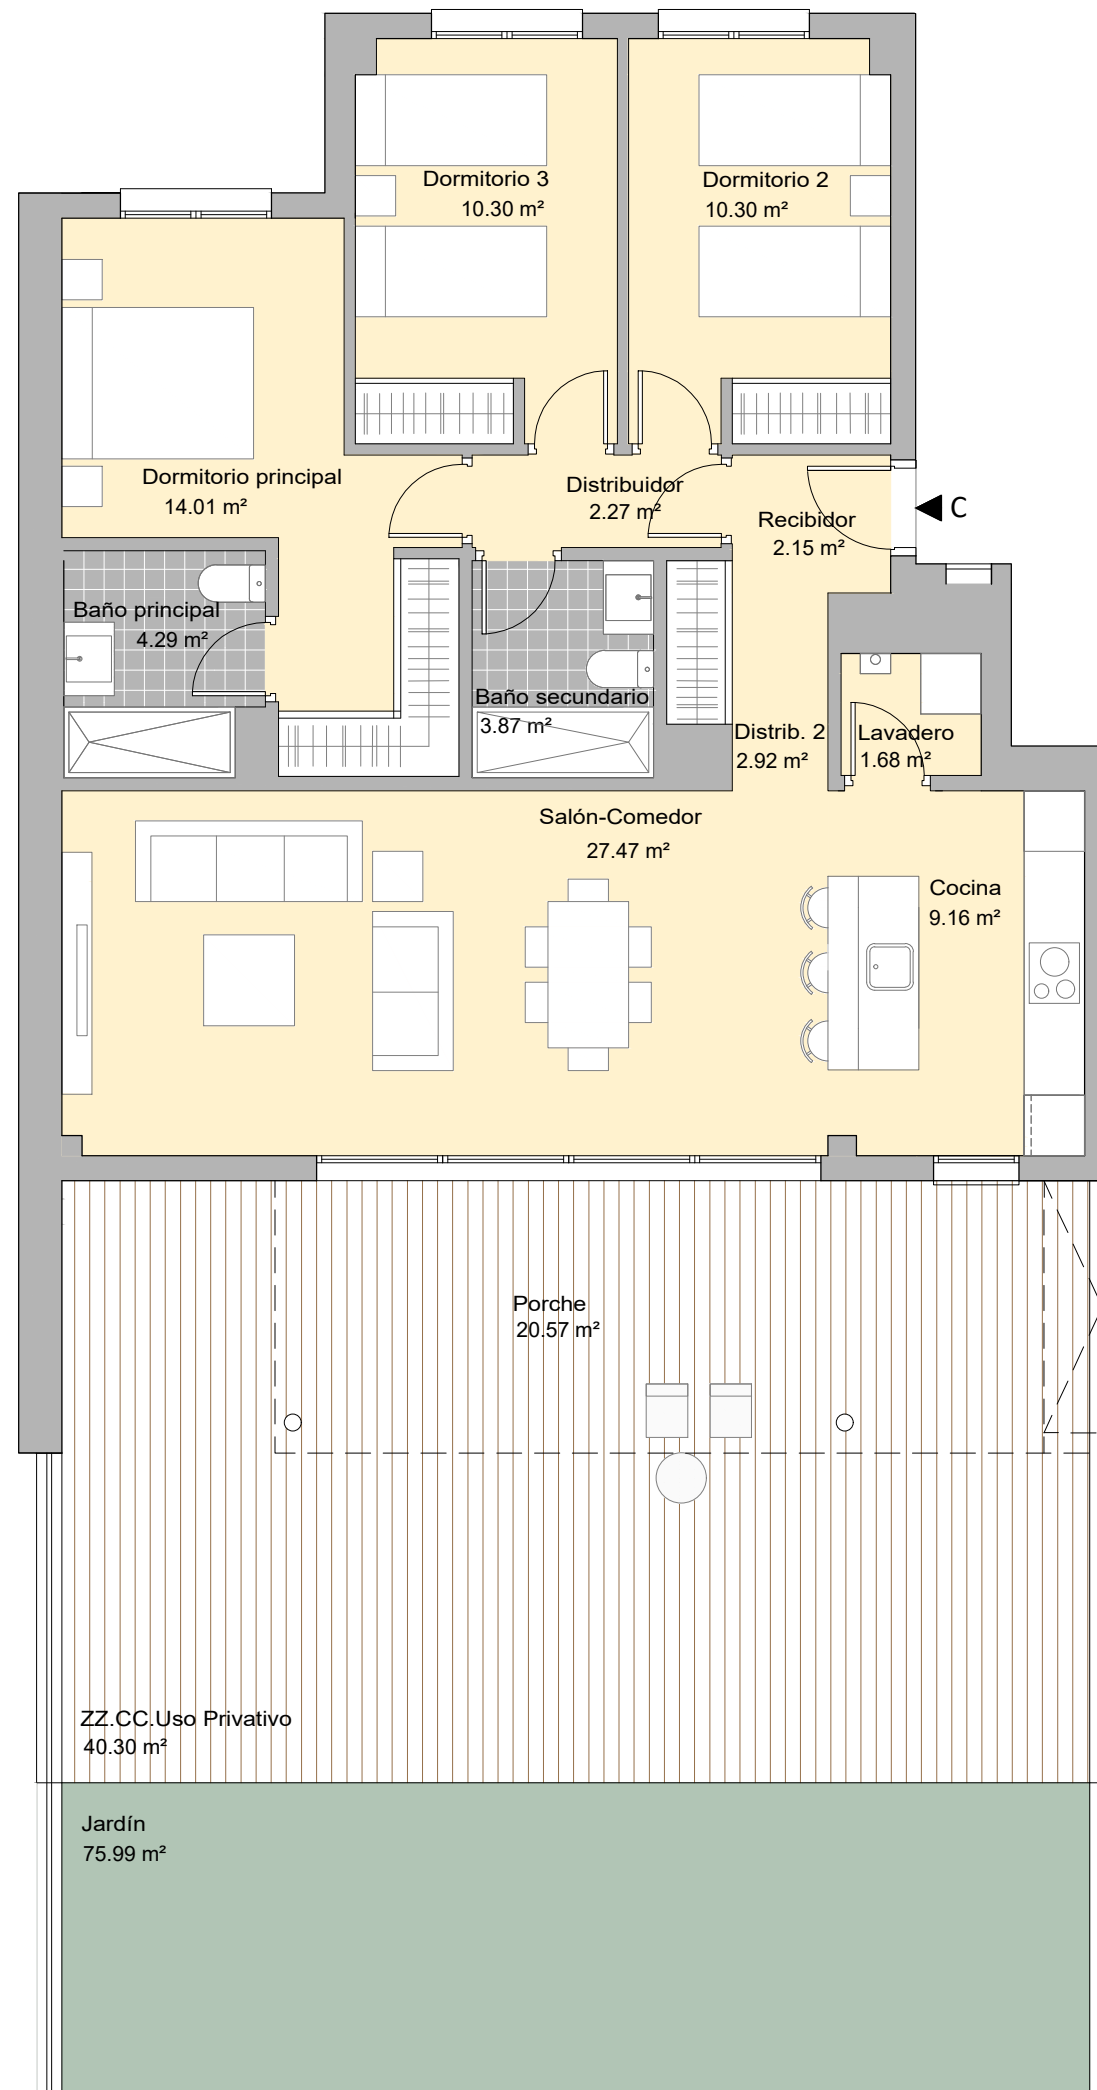 Dormitorio 3
10.30 m²
Dormitorio 2
10.30 m²
Dormitorio principal
14.01 m²
Distribuidor
2.27 m²
Recibidor
2.15 m²
C
Baño principal
4.29 m²
Baño secundario
3.87 m²
Distrib. 2
2.92 m²
Lavadero
1.68 m²
Salón-Comedor
27.47 m²
Cocina
9.16 m²
Porche
20.57 m²
ZZ.CC.Uso Privativo
40.30 m²
Jardín
75.99 m²